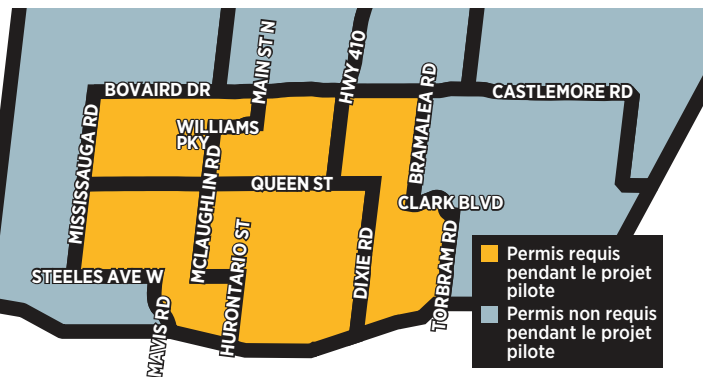 MAIN ST N
HWY 410
BOVAIRD DR
BRAMALEA RD
CASTLEMORE RD
MISSISSAUGA RD
WILLIAMS
PKY
MCLAUGHLIN RD
QUEEN ST
CLARK BLVD
STEELES AVE W
HURONTARIO ST
DIXIE RD
TORBRAM RD
MAVIS RD
Permis requis
pendant le projet
pilote
Permis non requis
pendant le projet
pilote